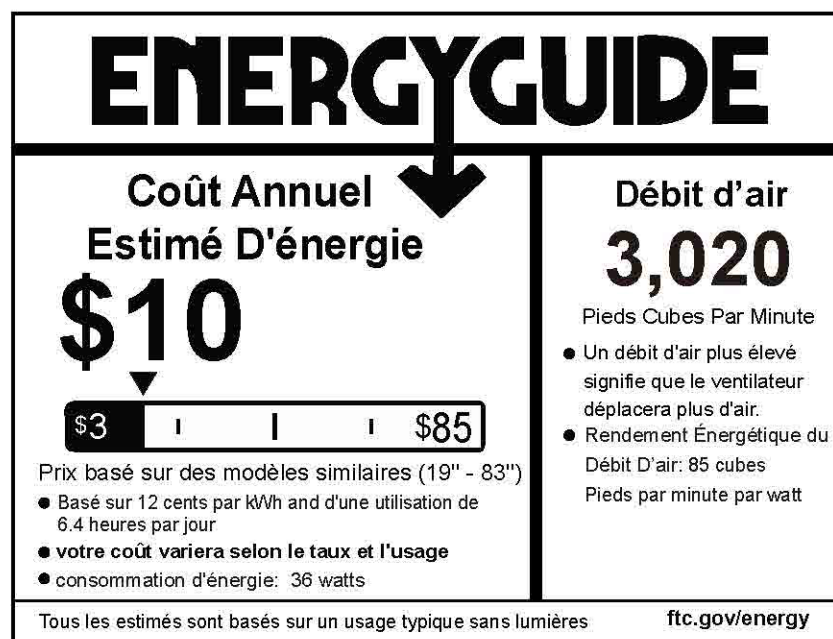 ENERGYGUIDE
Coût Annuel
Estimé D'énergie
$10
$3 $85
Prix basé sur des modèles similaires (19" - 83")
● Basé sur 12 cents par kWh and d'une utilisation de
6.4 heures par jour
● votre coût variera selon le taux et l'usage
● consommation d'énergie: 36 watts
Débit d'air
3,020
Pieds Cubes Par Minute
● Un débit d'air plus élevé
signifie que le ventilateur
déplacera plus d'air.
● Rendement Énergétique du
Débit D'air: 85 cubes
Pieds par minute par watt
Tous les estimés sont basés sur un usage typique sans lumières
ftc.gov/energy